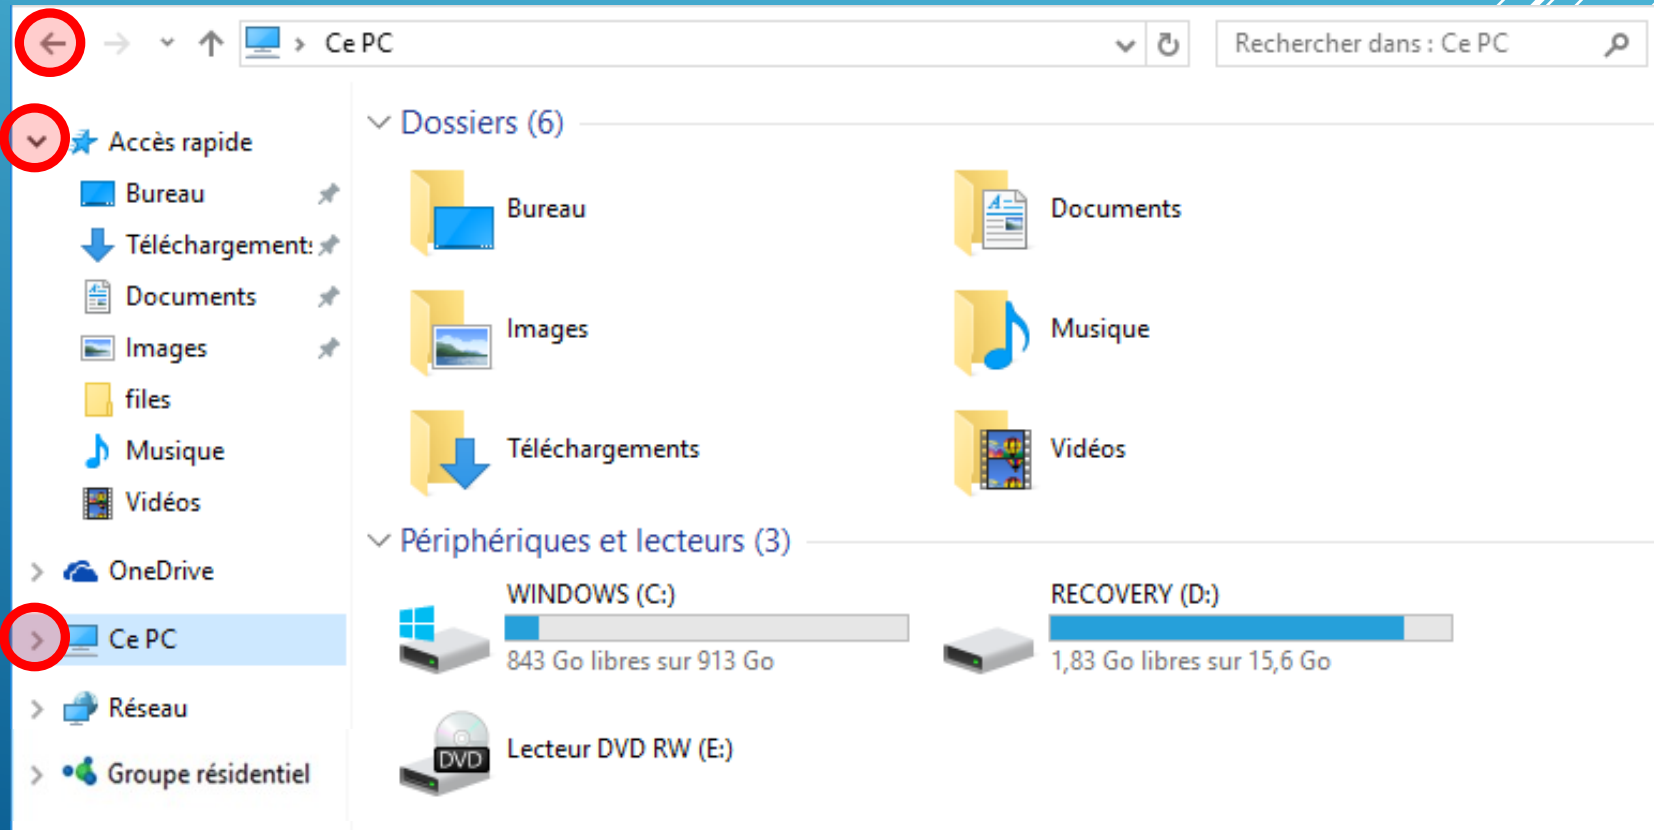 Ce PC
Rechercher dans : Ce PC
Accès rapide
Bureau
Téléchargements
Documents
Images
files
Musique
Vidéos
OneDrive
Ce PC
Réseau
Groupe résidentiel
Dossiers (6)
Bureau
Documents
Images
Musique
Téléchargements
Vidéos
Périphériques et lecteurs (3)
WINDOWS (C:)
843 Go libres sur 913 Go
RECOVERY (D:)
1,83 Go libres sur 15,6 Go
DVD
Lecteur DVD RW (E:)